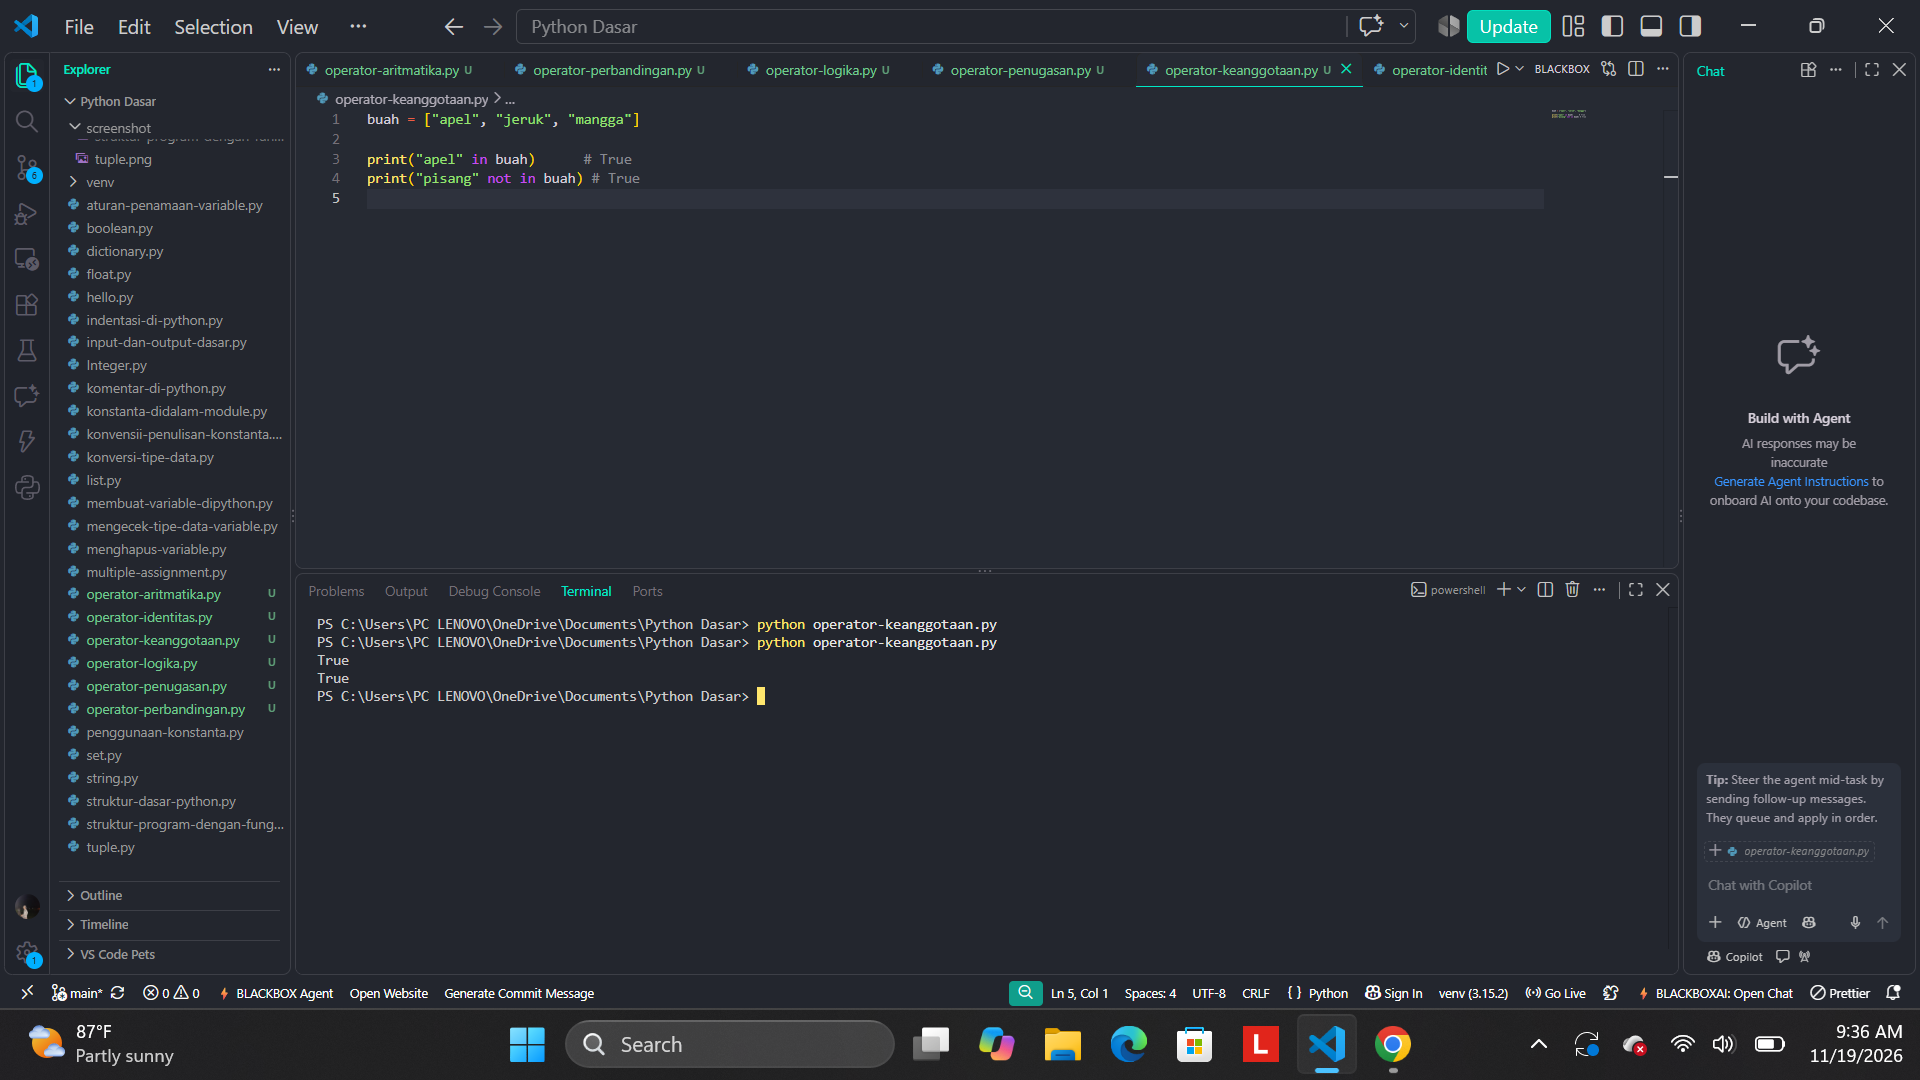 File Edit Selection View
Python Dasar
Update
Explorer
Python Dasar
screenshot
tuple.png
venv
aturan-penamaan-variable.py
boolean.py
dictionary.py
float.py
hello.py
indentasi-di-python.py
input-dan-output-dasar.py
Integer.py
komentar-di-python.py
konstanta-didalam-module.py
konvensii-penulisan-konstanta....
konversi-tipe-data.py
list.py
membuat-variable-dipython.py
mengecek-tipe-data-variable.py
menghapus-variable.py
multiple-assignment.py
operator-aritmatika.py U
operator-identitas.py U
operator-keanggotaan.py U
operator-logika.py U
operator-penugasan.py U
operator-perbandingan.py U
penggunaan-konstanta.py
set.py
string.py
struktur-dasar-python.py
struktur-program-dengan-fung...
tuple.py
Outline
Timeline
VS Code Pets
1
6
1
operator-aritmatika.py U operator-perbandingan.py U operator-logika.py U operator-penugasan.py U operator-keanggotaan.py U operator-identit BLACKBOX
operator-keanggotaan.py > ...
1 buah = ["apel", "jeruk", "mangga"]
2
3 print("apel" in buah) # True
4 print("pisang" not in buah) # True
5
Problems Output Debug Console Terminal Ports
powershell
PS C:\Users\PC LENOVO\OneDrive\Documents\Python Dasar> python operator-keanggotaan.py
PS C:\Users\PC LENOVO\OneDrive\Documents\Python Dasar> python operator-keanggotaan.py
True
True
PS C:\Users\PC LENOVO\OneDrive\Documents\Python Dasar>
Chat
Build with Agent
AI responses may be
inaccurate
Generate Agent Instructions to
onboard AI onto your codebase.
Tip: Steer the agent mid-task by
sending follow-up messages.
They queue and apply in order.
operator-keanggotaan.py
Chat with Copilot
Agent
Copilot
main* 0 0 BLACKBOX Agent Open Website Generate Commit Message
Ln 5, Col 1 Spaces: 4 UTF-8 CRLF { } Python Sign In venv (3.15.2) Go Live BLACKBOXAI: Open Chat Prettier
87°F
Partly sunny
Search
L
9:36 AM
11/19/2026